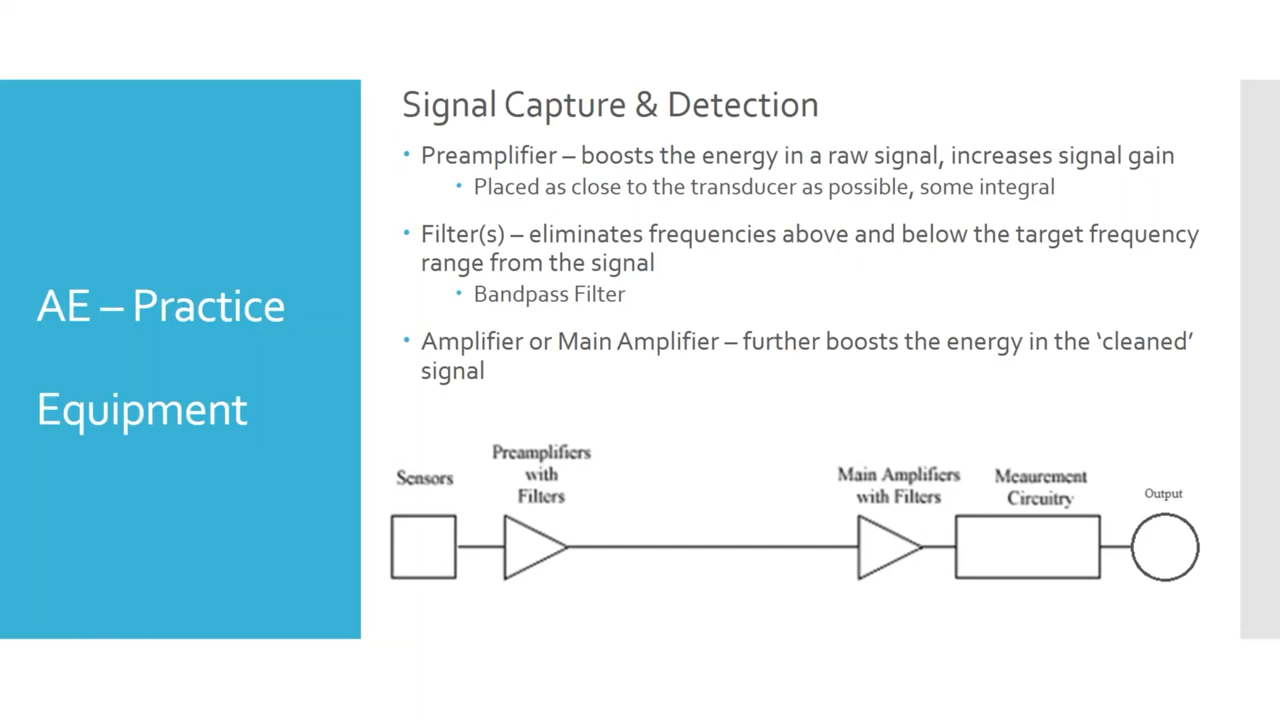 AE – Practice
Equipment
Signal Capture & Detection
• Preamplifier – boosts the energy in a raw signal, increases signal gain
• Placed as close to the transducer as possible, some integral
• Filter(s) – eliminates frequencies above and below the target frequency
range from the signal
• Bandpass Filter
• Amplifier or Main Amplifier – further boosts the energy in the ‘cleaned’
signal
Sensors
Preamplifiers
with
Filters
Main Amplifiers
with Filters
Meaurement
Circuitry
Output